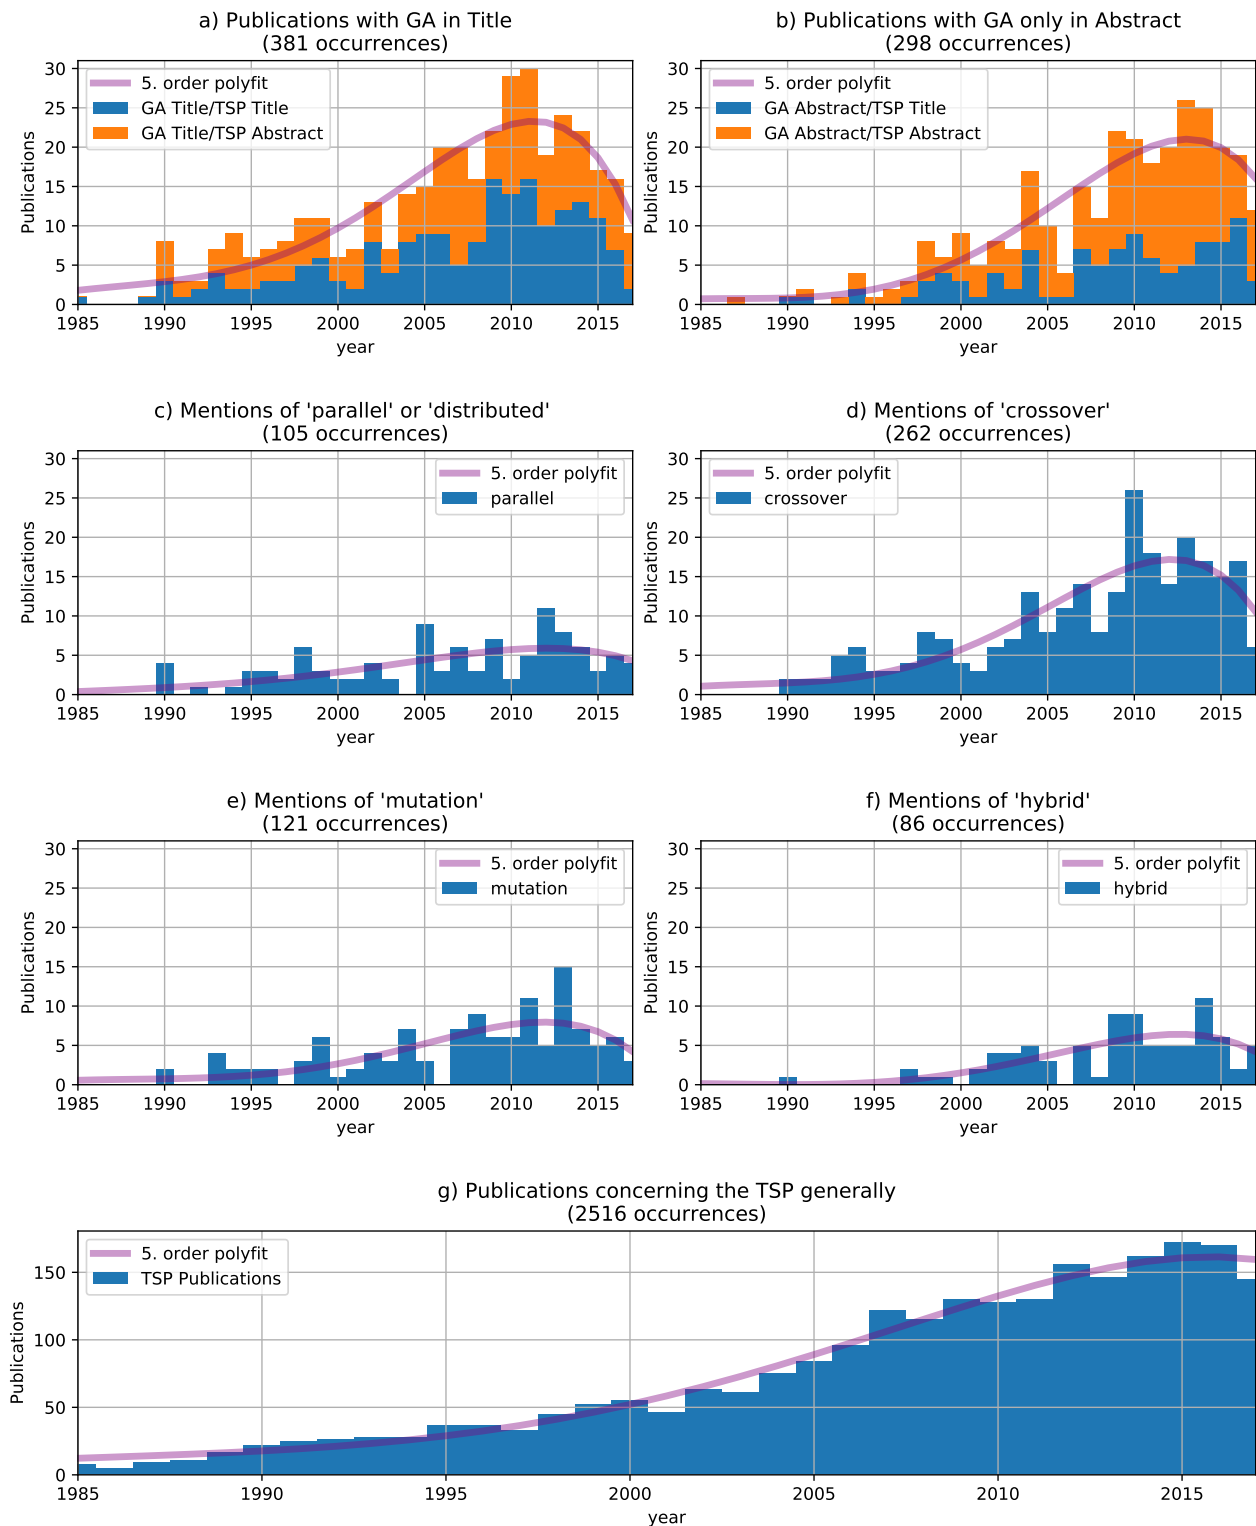 a) Publications with GA in Title
(381 occurrences)
5. order polyfit
GA Title/TSP Title
GA Title/TSP Abstract
Publications
30
25
20
15
10
5
0
1985 1990 1995 2000 2005 2010 2015
year
b) Publications with GA only in Abstract
(298 occurrences)
5. order polyfit
GA Abstract/TSP Title
GA Abstract/TSP Abstract
Publications
30
25
20
15
10
5
0
1985 1990 1995 2000 2005 2010 2015
year
c) Mentions of 'parallel' or 'distributed'
(105 occurrences)
5. order polyfit
parallel
Publications
30
25
20
15
10
5
0
1985 1990 1995 2000 2005 2010 2015
year
d) Mentions of 'crossover'
(262 occurrences)
5. order polyfit
crossover
Publications
30
25
20
15
10
5
0
1985 1990 1995 2000 2005 2010 2015
year
e) Mentions of 'mutation'
(121 occurrences)
5. order polyfit
mutation
Publications
30
25
20
15
10
5
0
1985 1990 1995 2000 2005 2010 2015
year
f) Mentions of 'hybrid'
(86 occurrences)
5. order polyfit
hybrid
Publications
30
25
20
15
10
5
0
1985 1990 1995 2000 2005 2010 2015
year
g) Publications concerning the TSP generally
(2516 occurrences)
5. order polyfit
TSP Publications
Publications
150
100
50
0
1985 1990 1995 2000 2005 2010 2015
year